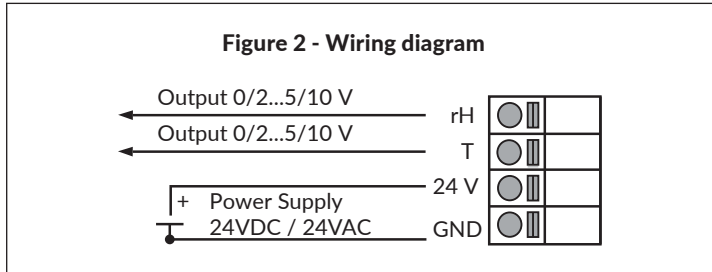 Figure 2 - Wiring diagram
Output 0/2...5/10 V
rH
Output 0/2...5/10 V
T
24 V
+ Power Supply
24VDC / 24VAC
GND